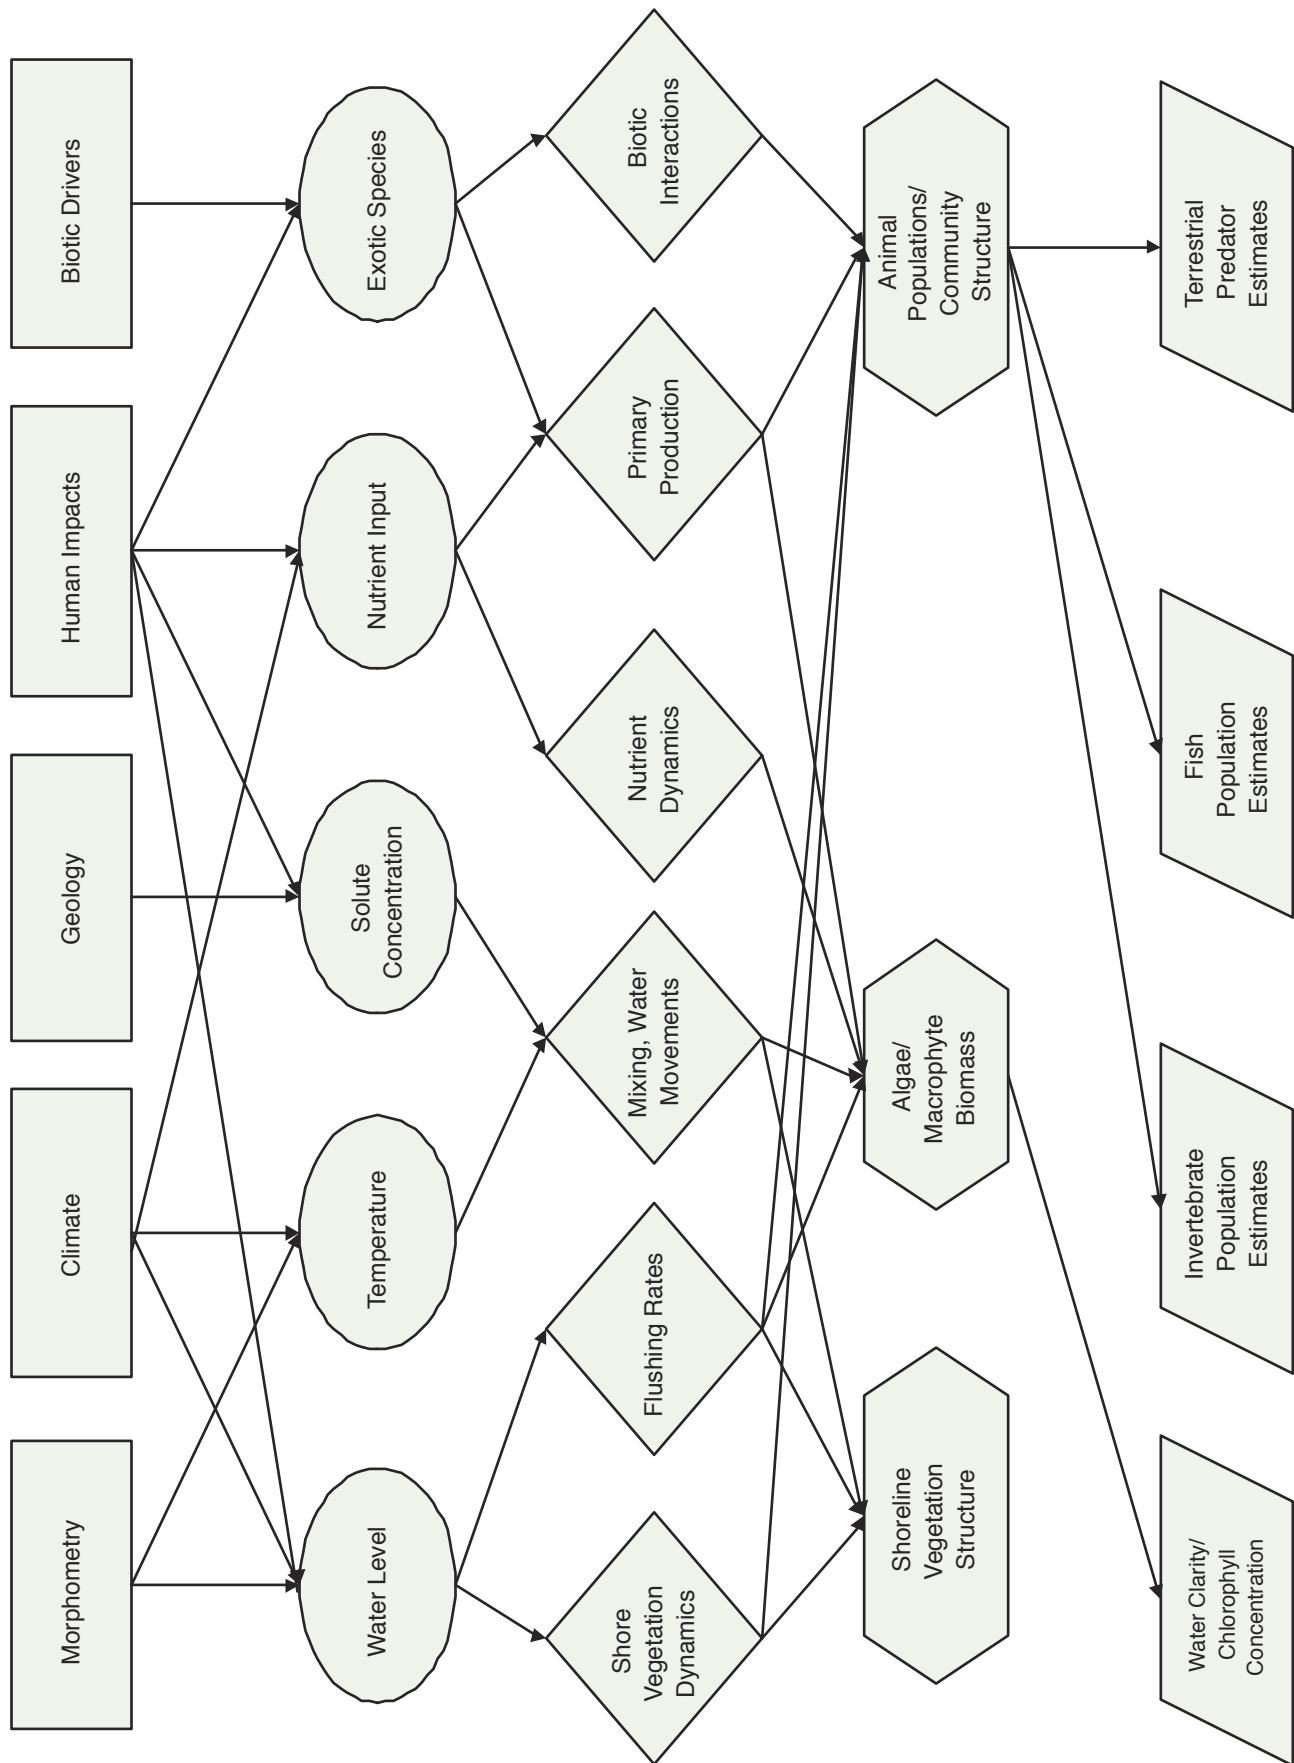 Morphometry
Climate
Geology
Human Impacts
Biotic Drivers
Water Level
Temperature
Solute
Concentration
Nutrient Input
Exotic Species
Shore
Vegetation
Dynamics
Flushing Rates
Mixing, Water
Movements
Nutrient
Dynamics
Primary
Production
Biotic
Interactions
Shoreline
Vegetation
Structure
Algae/
Macrophyte
Biomass
Animal
Populations/
Community
Structure
Water Clarity/
Chlorophyll
Concentration
Invertebrate
Population
Estimates
Fish
Population
Estimates
Terrestrial
Predator
Estimates